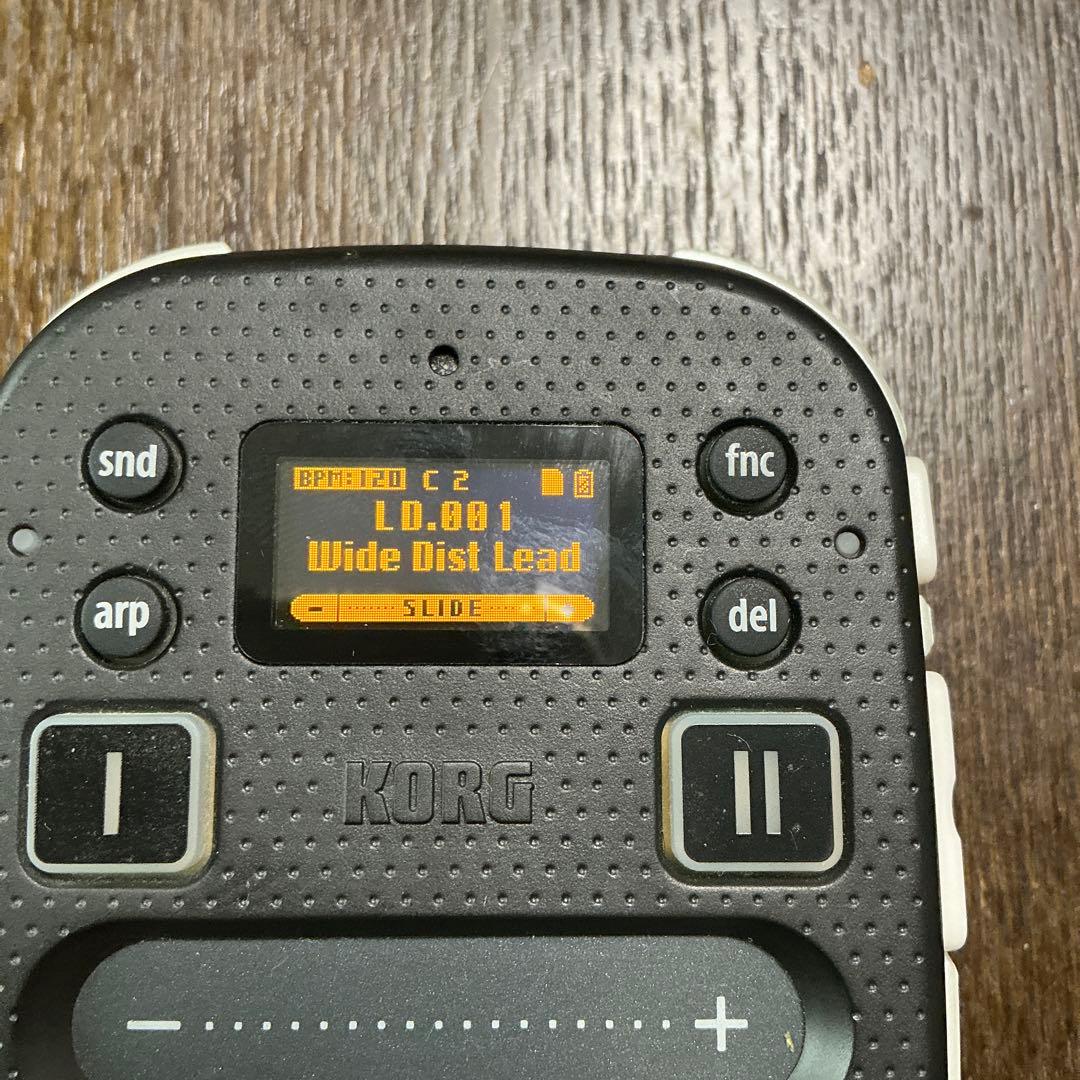 snd
fnc
BPM:120 C 2
LD.001
Wide Dist Lead
- SLIDE
arp
del
I
II
KORG
- +